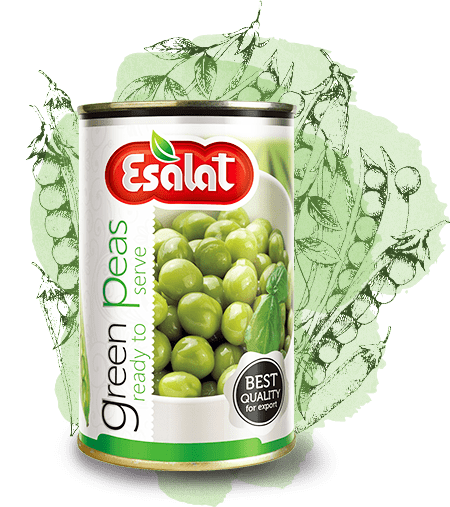 Esalat
green peas
ready to serve
BEST
QUALITY
for export